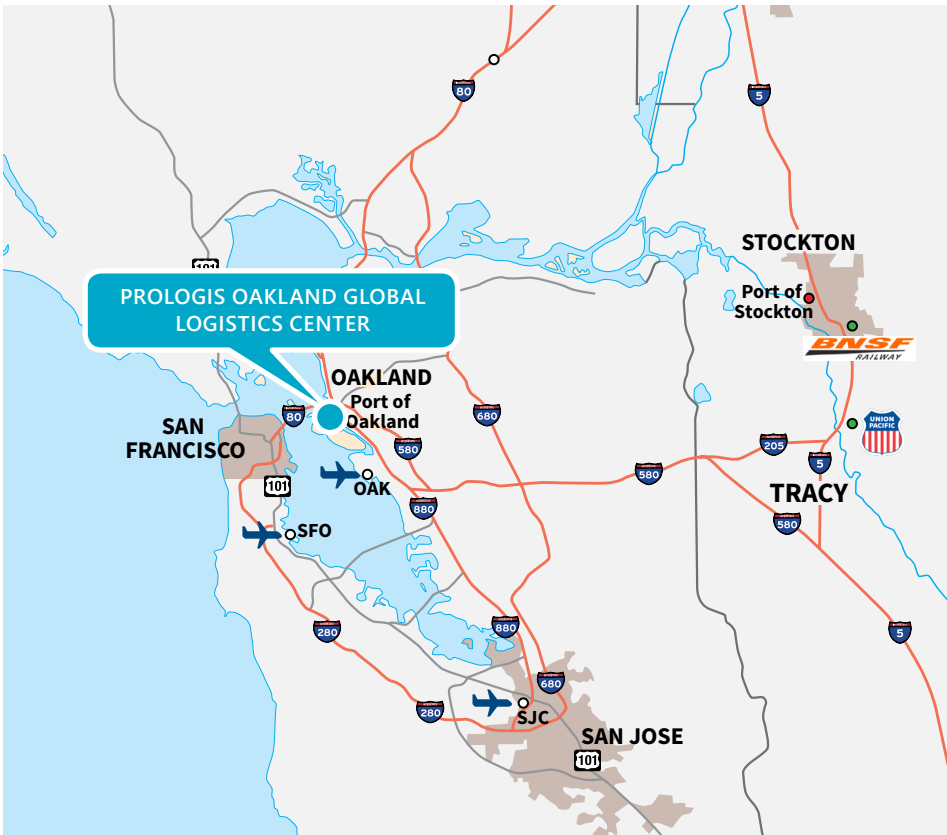 80
5
STOCKTON
101
Port of
Stockton
PROLOGIS OAKLAND GLOBAL
LOGISTICS CENTER
BNSF
RAILWAY
OAKLAND
Port of
Oakland
80
680
SAN
FRANCISCO
580
UNION
PACIFIC
205
5
580
OAK
101
TRACY
880
580
SFO
280
880
5
680
280
SJC
SAN JOSE
101